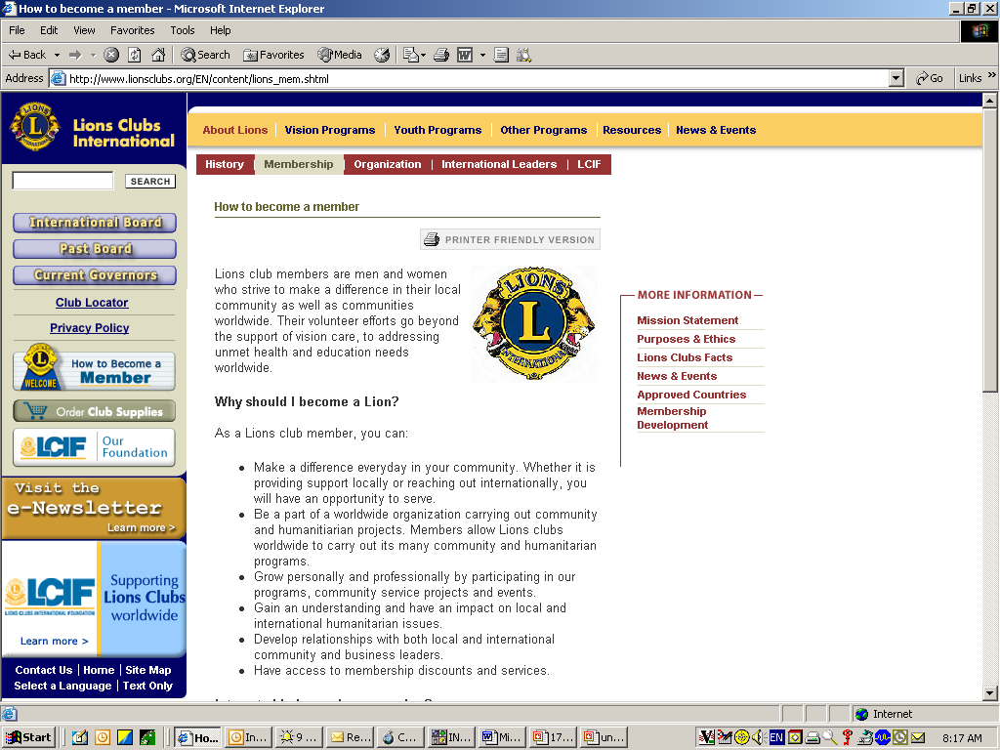 How to become a member - Microsoft Internet Explorer
File Edit View Favorites Tools Help
Back Search Favorites Media
Address http://www.lionsclubs.org/EN/content/lions_mem.shtml Go Links »
LIONS L INTERNATIONAL
Lions Clubs
International
About Lions Vision Programs Youth Programs Other Programs Resources News & Events
History Membership Organization International Leaders LCIF
SEARCH
International Board
Past Board
Current Governors
Club Locator
Privacy Policy
WELCOME
How to Become a
Member
Order Club Supplies
LCIF Our
Foundation
Visit the
e-Newsletter
Learn more >
LCIF
LIONS CLUBS INTERNATIONAL FOUNDATION
Learn more >
Supporting
Lions Clubs
worldwide
Contact Us | Home | Site Map
Select a Language | Text Only
How to become a member
PRINTER FRIENDLY VERSION
Lions club members are men and women
who strive to make a difference in their local
community as well as communities
worldwide. Their volunteer efforts go beyond
the support of vision care, to addressing
unmet health and education needs
worldwide.
LIONS
L
INTERNATIONAL
Why should I become a Lion?
As a Lions club member, you can:
• Make a difference everyday in your community. Whether it is
providing support locally or reaching out internationally, you
will have an opportunity to serve.
• Be a part of a worldwide organization carrying out community
and humanitiarian projects. Members allow Lions clubs
worldwide to carry out its many community and humanitarian
programs.
• Grow personally and professionally by participating in our
programs, community service projects and events.
• Gain an understanding and have an impact on local and
international humanitarian issues.
• Develop relationships with both local and international
community and business leaders.
• Have access to membership discounts and services.
MORE INFORMATION
Mission Statement
Purposes & Ethics
Lions Clubs Facts
News & Events
Approved Countries
Membership
Development
Internet
Start Ho... In... 9 ... Re... C... IN... Mi... 17... un... EN 8:17 AM